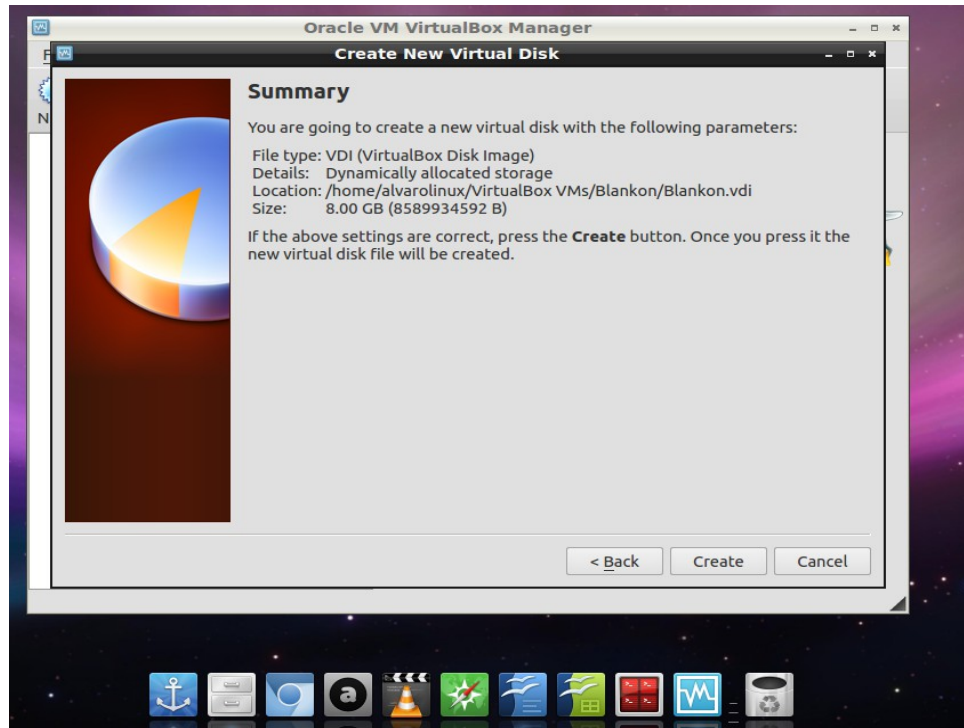 Oracle VM VirtualBox Manager
F
Create New Virtual Disk
N
Summary
You are going to create a new virtual disk with the following parameters:
File type: VDI (VirtualBox Disk Image)
Details: Dynamically allocated storage
Location: /home/alvarolinux/VirtualBox VMs/Blankon/Blankon.vdi
Size: 8.00 GB (8589934592 B)
If the above settings are correct, press the Create button. Once you press it the
new virtual disk file will be created.
< Back Create Cancel
a